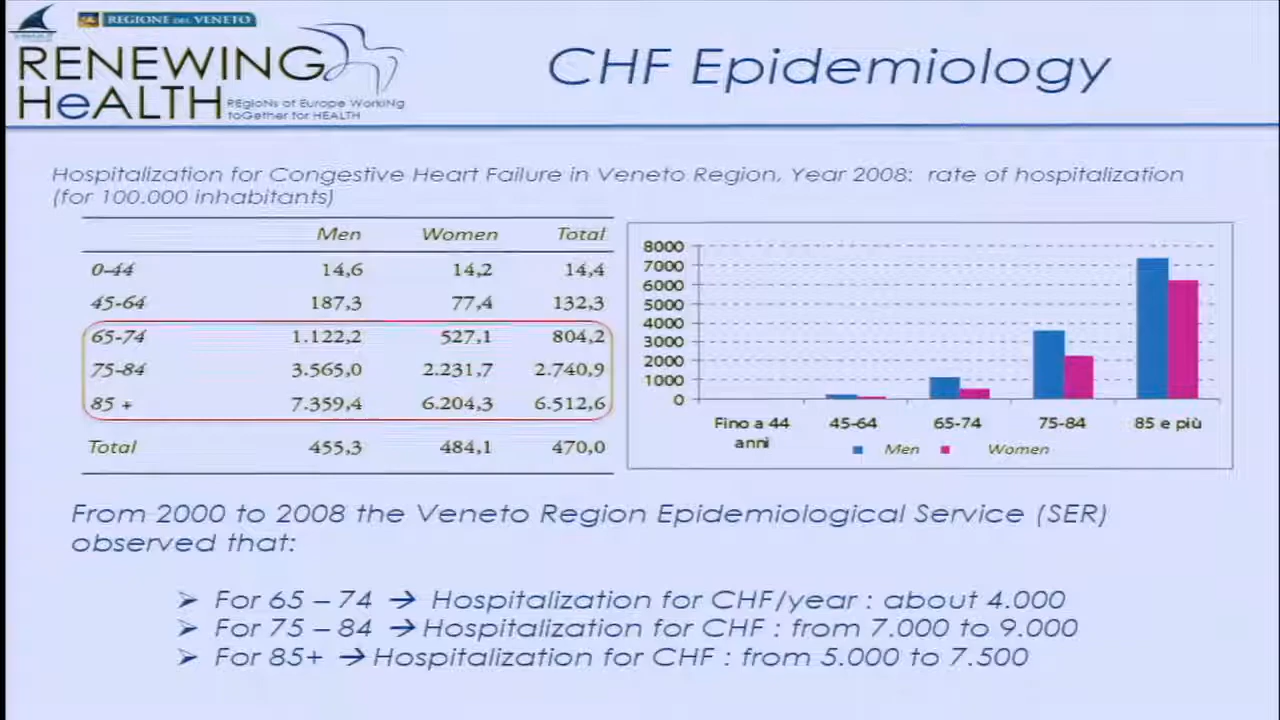 REGIONE DEL VENETO
RENEWING
HeALTH
REgioNs of Europe WorkiNg
toGether for HEALTH
CHF Epidemiology
Hospitalization for Congestive Heart Failure in Veneto Region, Year 2008: rate of hospitalization
(for 100.000 inhabitants)
Men Women Total
0-44 14,6 14,2 14,4
45-64 187,3 77,4 132,3
65-74 1.122,2 527,1 804,2
75-84 3.565,0 2.231,7 2.740,9
85 + 7.359,4 6.204,3 6.512,6
Total 455,3 484,1 470,0
8000
7000
6000
5000
4000
3000
2000
1000
0
Fino a 44 45-64 65-74 75-84 85 e più
anni
Men Women
From 2000 to 2008 the Veneto Region Epidemiological Service (SER)
observed that:
➢ For 65 – 74 → Hospitalization for CHF/year : about 4.000
➢ For 75 – 84 → Hospitalization for CHF : from 7.000 to 9.000
➢ For 85+ → Hospitalization for CHF : from 5.000 to 7.500